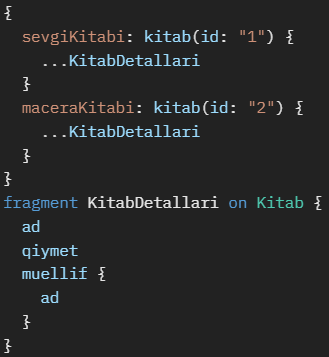 {
  sevgiKitabi: kitab(id: "1") {
    ...KitabDetallari
  }
  maceraKitabi: kitab(id: "2") {
    ...KitabDetallari
  }
}
fragment KitabDetallari on Kitab {
  ad
  qiymet
  muellif {
    ad
  }
}